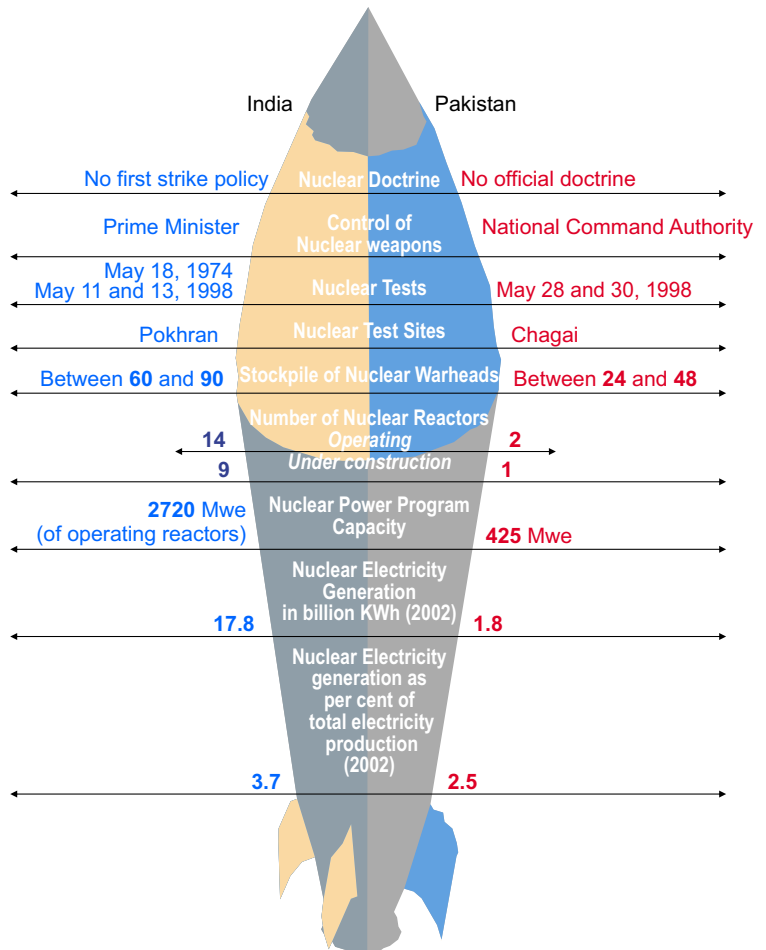 India
Pakistan
No first strike policy
Nuclear Doctrine
No official doctrine
Prime Minister
Control of
Nuclear weapons
National Command Authority
May 18, 1974
May 11 and 13, 1998
Nuclear Tests
May 28 and 30, 1998
Pokhran
Nuclear Test Sites
Chagai
Between 60 and 90
Stockpile of Nuclear Warheads
Between 24 and 48
Number of Nuclear Reactors
14
Operating
2
9
Under construction
1
2720 Mwe
(of operating reactors)
Nuclear Power Program
Capacity
425 Mwe
Nuclear Electricity
Generation
in billion KWh (2002)
17.8
1.8
Nuclear Electricity
generation as
per cent of
total electricity
production
(2002)
3.7
2.5